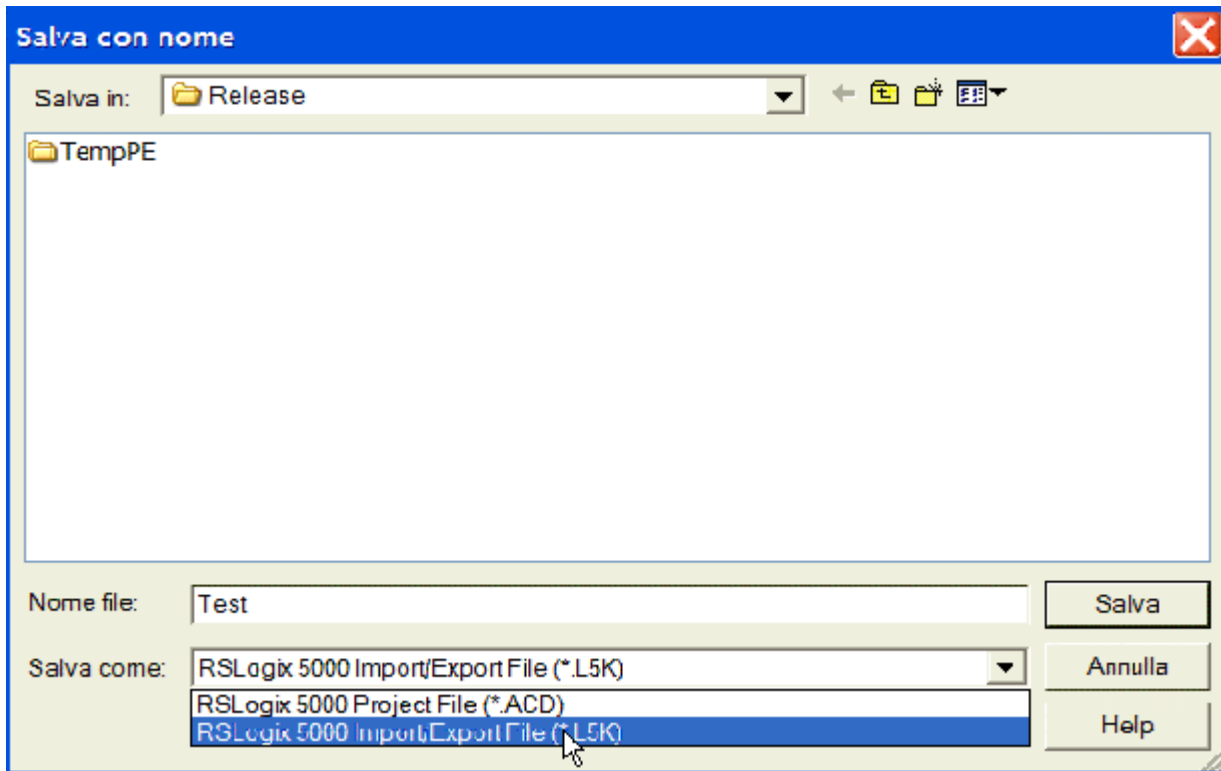 Salva con nome
Salva in: Release
TempPE
Nome file: Test Salva
Salva come: RSLogix 5000 Import/Export File (*.L5K) Annulla
RSLogix 5000 Project File (*.ACD)
RSLogix 5000 Import/Export File (*.L5K) Help